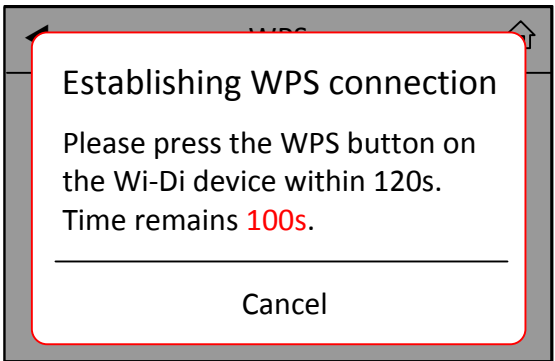 WPS
Establishing WPS connection
Please press the WPS button on
the Wi-Di device within 120s.
Time remains 100s.
Cancel